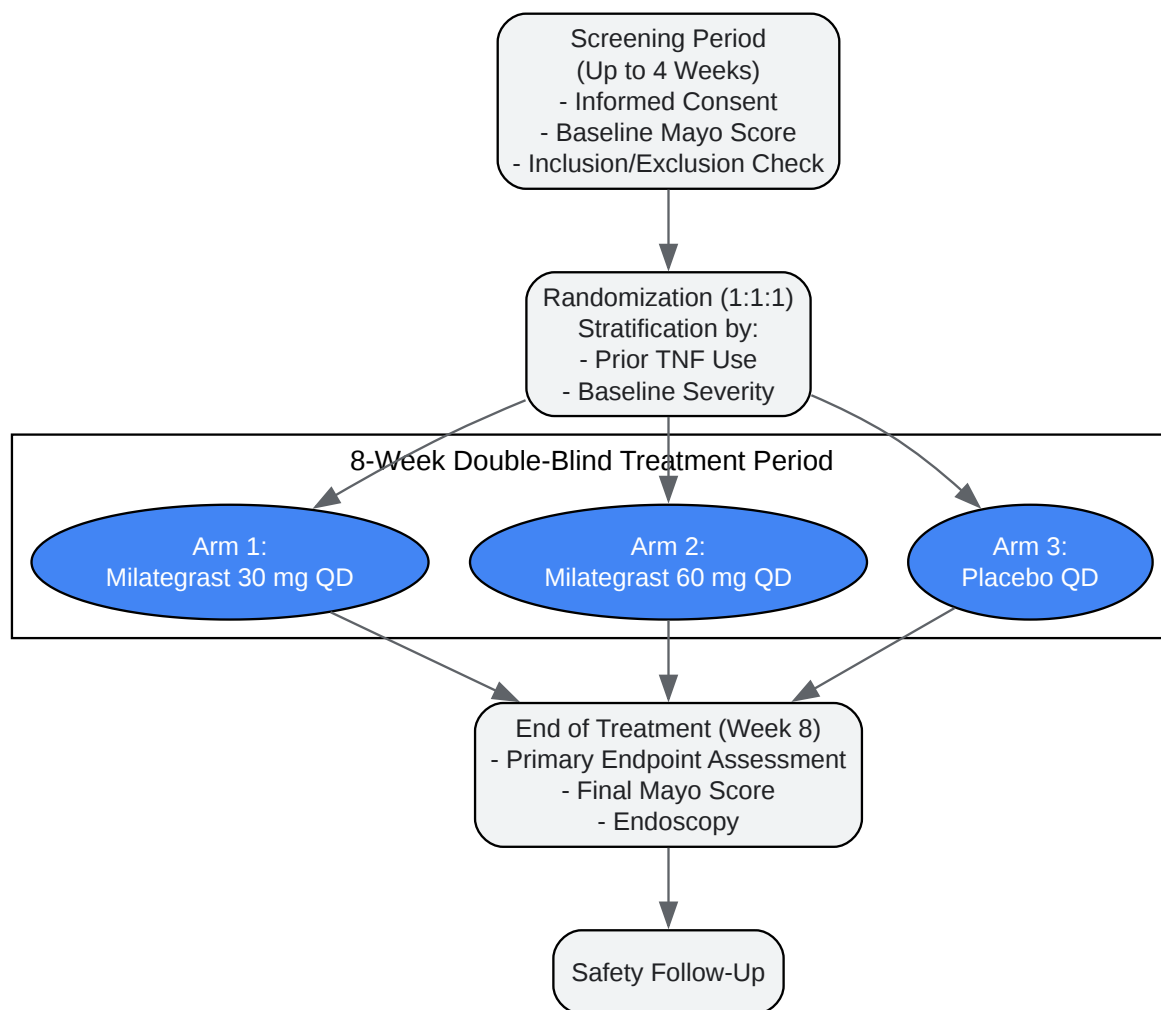 Screening Period
(Up to 4 Weeks)
- Informed Consent
- Baseline Mayo Score
- Inclusion/Exclusion Check
Randomization (1:1:1)
Stratification by:
- Prior TNF Use
- Baseline Severity
8-Week Double-Blind Treatment Period
Arm 1:
Milategrast 30 mg QD
Arm 2:
Milategrast 60 mg QD
Arm 3:
Placebo QD
End of Treatment (Week 8)
- Primary Endpoint Assessment
- Final Mayo Score
- Endoscopy
Safety Follow-Up